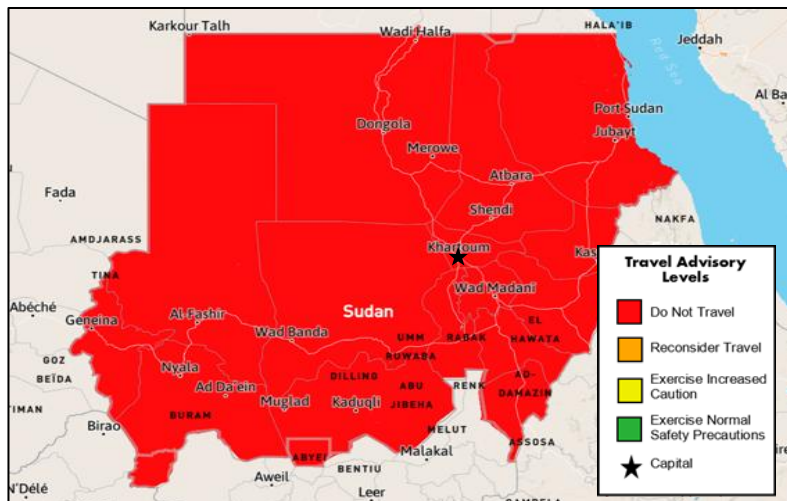 Karkour Talh
Wadi Halfa
HALA'IB
Jeddah
Red Sea
Al Ba
Port-Sudan
Dongola
Jubayt
Merowe
Atbara
Fada
Shendi
NAKFA
AMDJARASS
Khartoum
Kas
TINA
Wad Madani
Abéché
Al-Fashir
Sudan
Geneina
EL
HAWATA
Wad Banda
UMM
RUWABA
RABAK
GOZ
BEÏDA
Nyala
DILLING
RENK
AD-
DAMAZIN
Ad Da'ein
ABU
JIBEHA
TIMAN
Muglad
Kaduqli
BURAM
Birao
MELUT
ASSOSA
ABYEI
Malakal
BENTIU
Aweil
N'Délé
Leer
Travel Advisory
Levels
Do Not Travel
Reconsider Travel
Exercise Increased
Caution
Exercise Normal
Safety Precautions
Capital